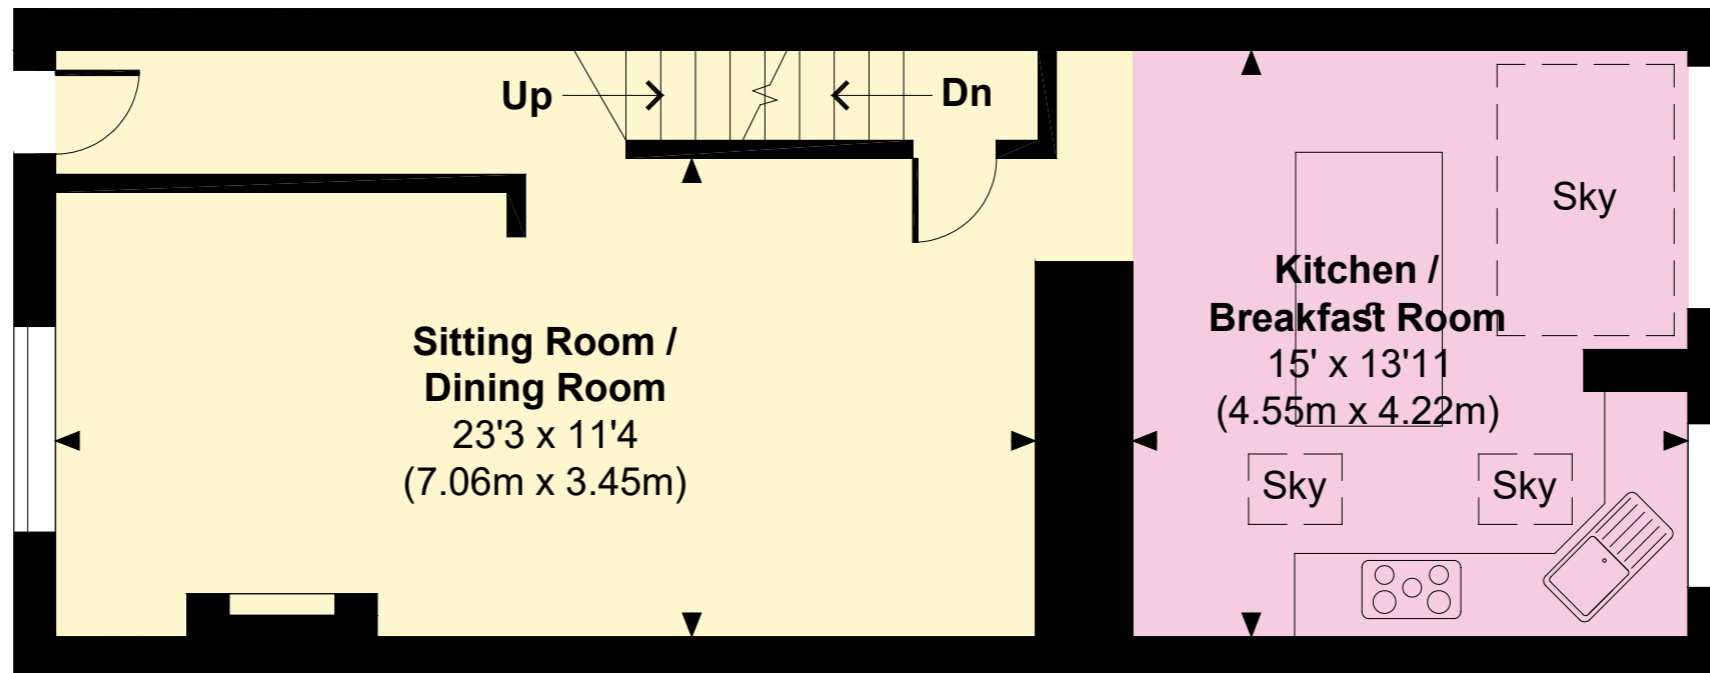 Up
Dn
Sky
Kitchen /
Breakfast Room
15' x 13'11
(4.55m x 4.22m)
Sitting Room /
Dining Room
23'3 x 11'4
(7.06m x 3.45m)
Sky
Sky